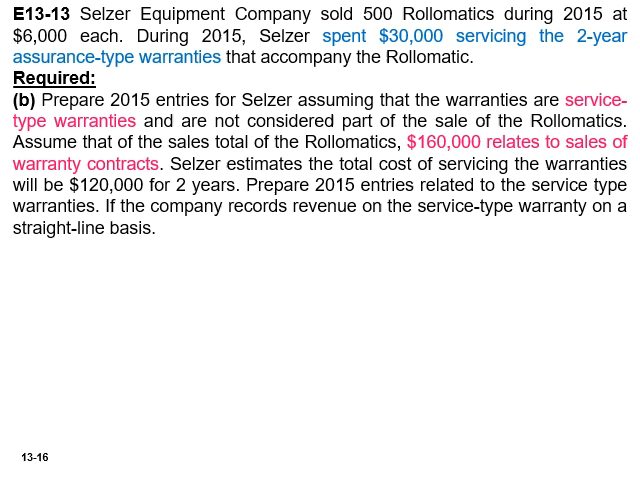 E13-13 Selzer Equipment Company sold 500 Rollomatics during 2015 at
$6,000 each. During 2015, Selzer spent $30,000 servicing the 2-year
assurance-type warranties that accompany the Rollomatic.
Required:
(b) Prepare 2015 entries for Selzer assuming that the warranties are service-
type warranties and are not considered part of the sale of the Rollomatics.
Assume that of the sales total of the Rollomatics, $160,000 relates to sales of
warranty contracts. Selzer estimates the total cost of servicing the warranties
will be $120,000 for 2 years. Prepare 2015 entries related to the service type
warranties. If the company records revenue on the service-type warranty on a
straight-line basis.
13-16